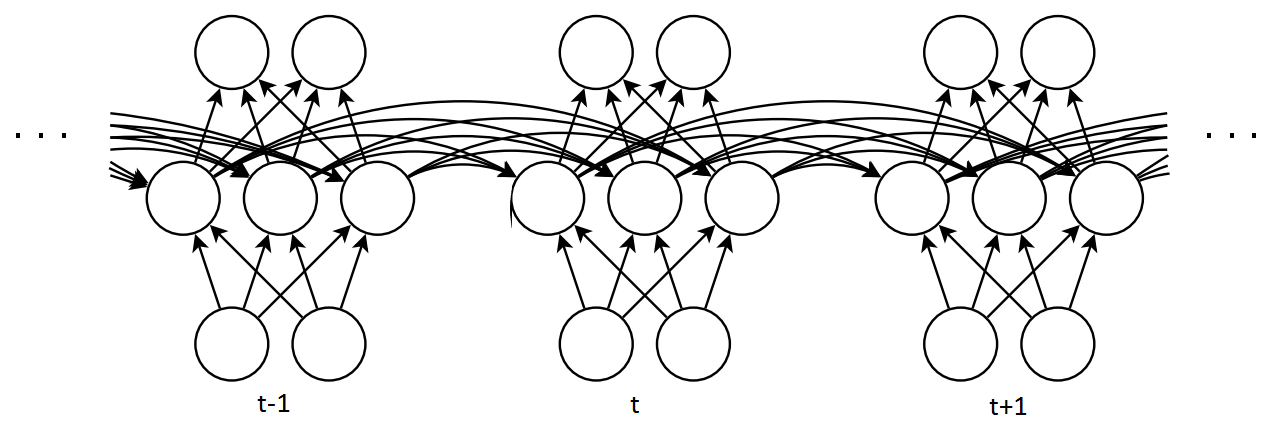 . . .
. . .
t-1
t
t+1